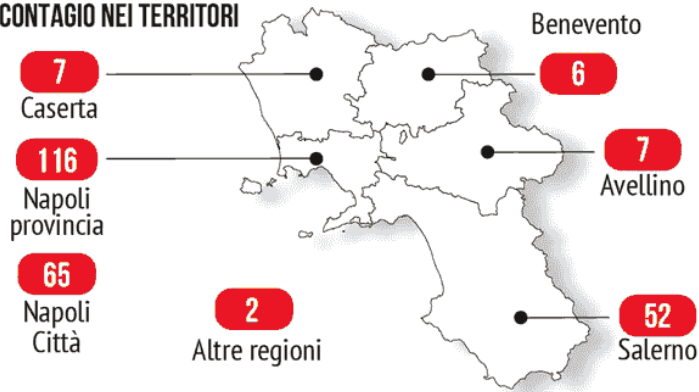 CONTAGIO NEI TERRITORI
Benevento
6
7
Caserta
116
Napoli
provincia
65
Napoli
Città
2
Altre regioni
7
Avellino
52
Salerno